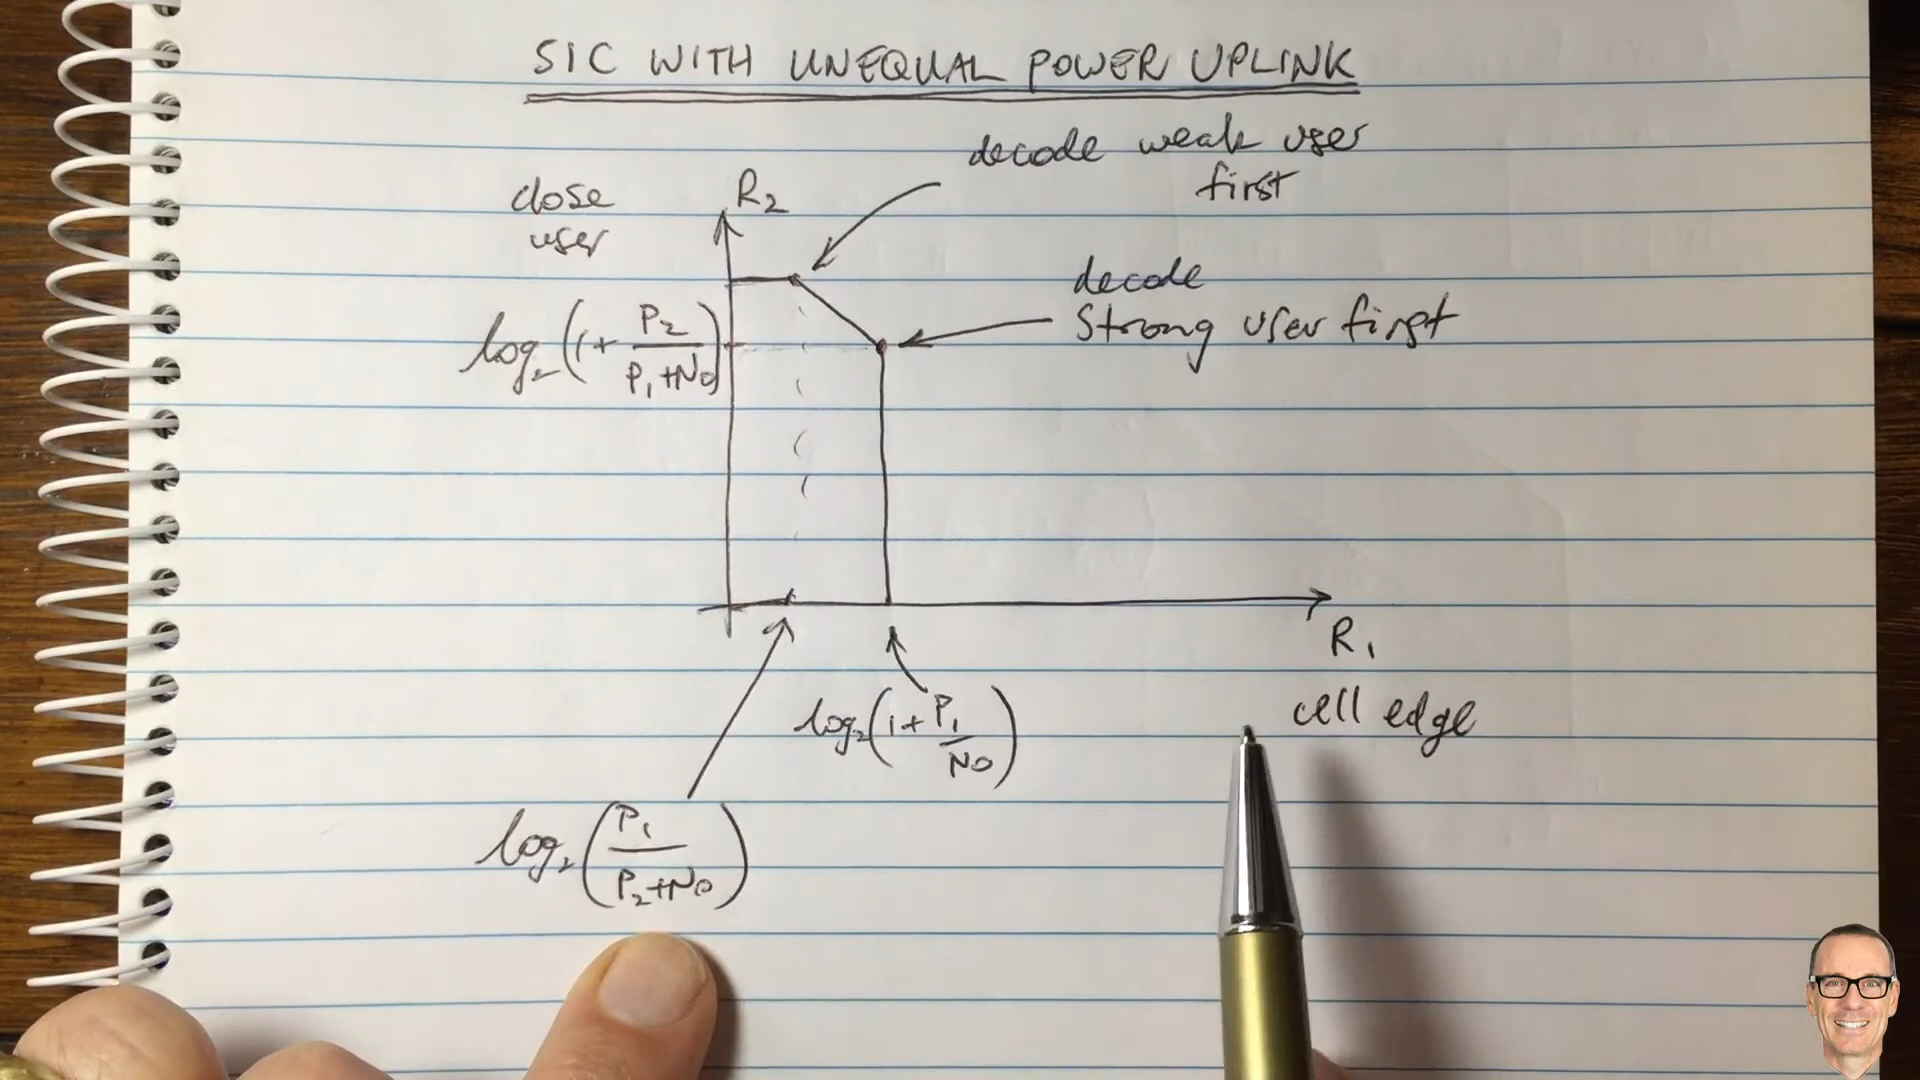 SIC WITH UNEQUAL POWER UPLINK
decode weak user
first
close
user
R₂
decode
Strong user first
log₂(1 + P₂/(P₁+N₀))
R₁
cell edge
log₂(1 + P₁/N₀)
log₂(P₁/(P₂+N₀))